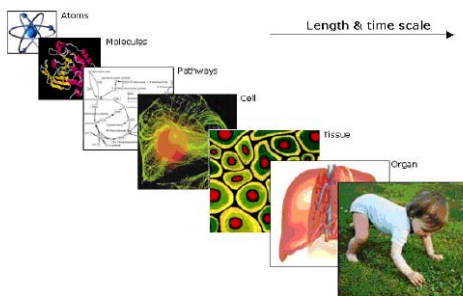 Atoms
Length & time scale
Molecules
Pathways
Cell
Tissue
Organ